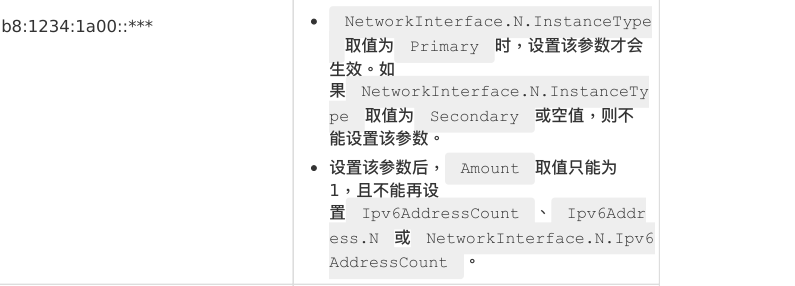 b8:1234:1a00::***
NetworkInterface.N.InstanceType
取值为 Primary 时，设置该参数才会
生效。如
果 NetworkInterface.N.InstanceTy
pe 取值为 Secondary 或空值，则不
能设置该参数。
设置该参数后， Amount 取值只能为
1，且不能再设
置 Ipv6AddressCount 、 Ipv6Addr
ess.N 或 NetworkInterface.N.Ipv6
AddressCount 。